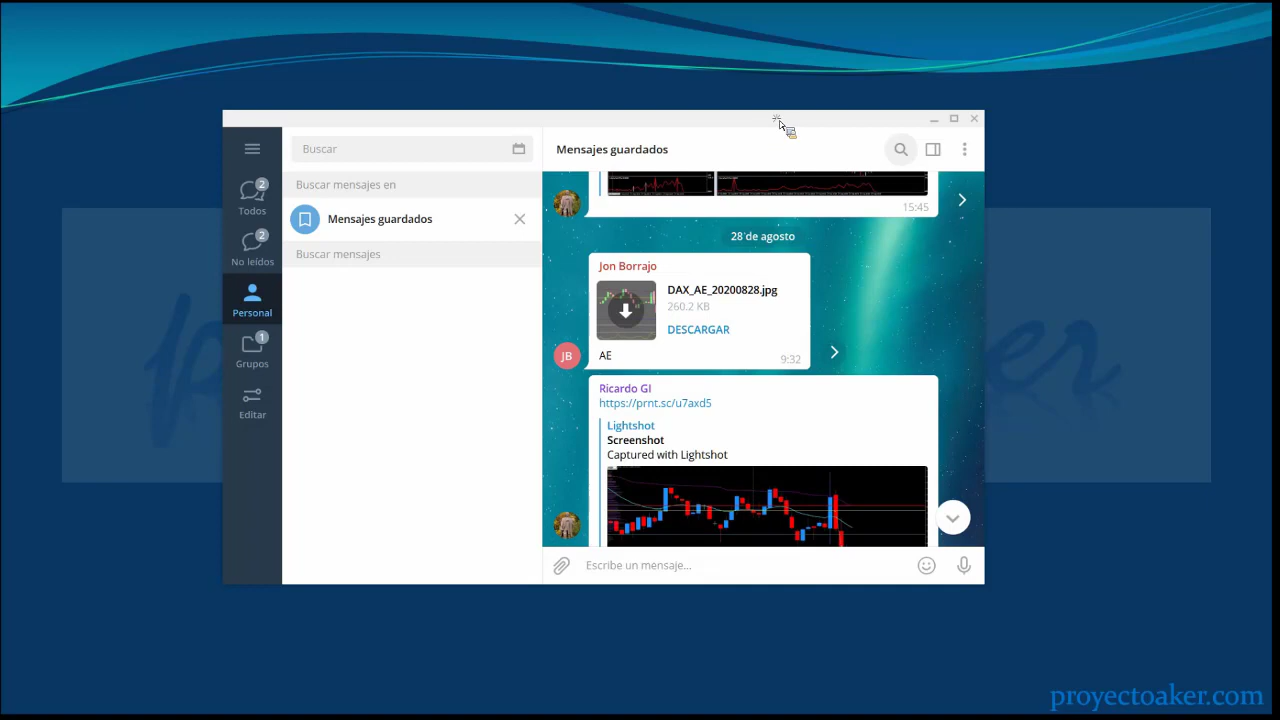 Buscar
Mensajes guardados
Buscar mensajes en
2
Todos
Mensajes guardados
15:45
28 de agosto
2
No leídos
Buscar mensajes
Jon Borrajo
DAX_AE_20200828.jpg
260.2 KB
DESCARGAR
Personal
JB
AE
9:32
1
Grupos
Ricardo GI
https://prnt.sc/u7axd5
Editar
Lightshot
Screenshot
Captured with Lightshot
Escribe un mensaje...
proyectoaker.com